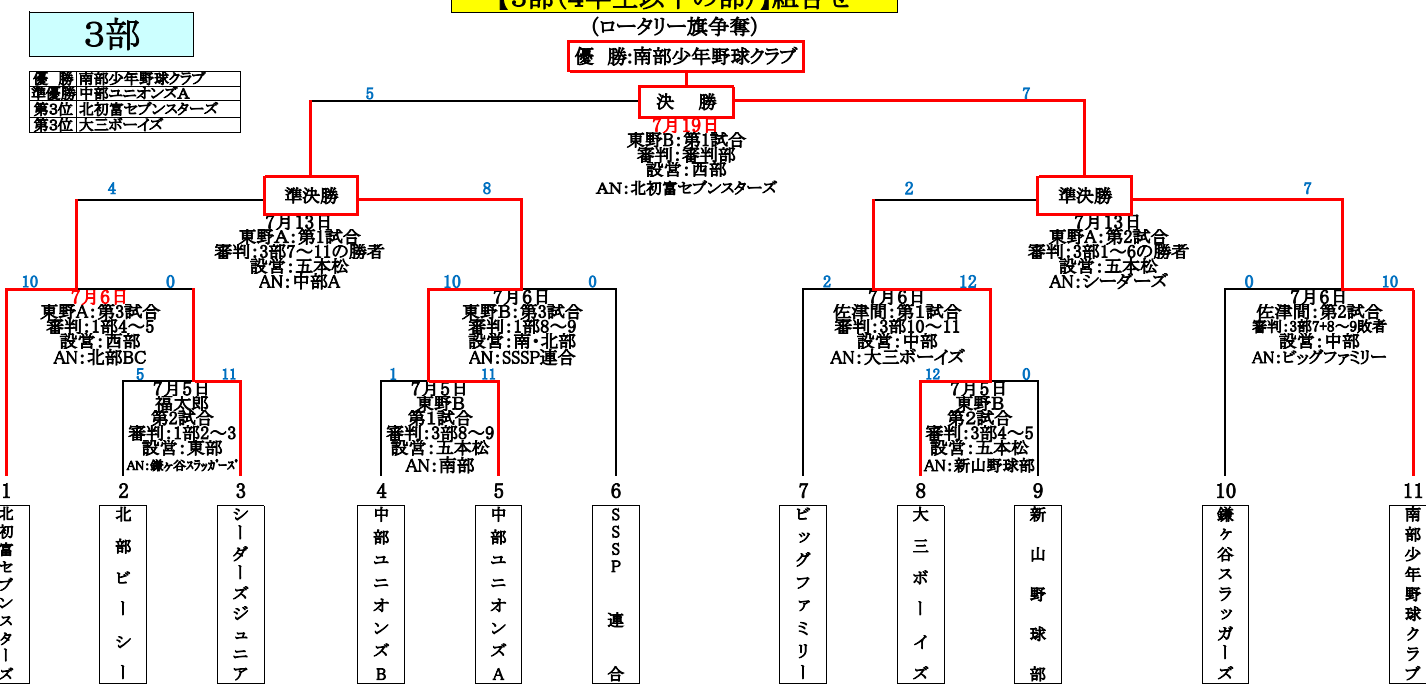 【3部(4年生以下の部)】組合せ
(ロータリー旗争奪)
3部
優　勝:南部少年野球クラブ
優　勝 南部少年野球クラブ
準優勝 中部ユニオンズA
第3位 北初富セブンスターズ
第3位 大三ボーイズ
5
決　勝
7
7月19日
東野B:第1試合
審判:審判部
設営:西部
AN:北初富セブンスターズ
4
準決勝
8
7月13日
東野A:第1試合
審判:3部7～11の勝者
設営:五本松
AN:中部A
2
準決勝
7
7月13日
東野A:第2試合
審判:3部1～6の勝者
設営:五本松
AN:シーダーズ
10
0
7月6日
東野A:第3試合
審判:1部4～5
設営:西部
AN:北部BC
10
0
7月6日
東野B:第3試合
審判:1部8～9
設営:南・北部
AN:SSSP連合
2
12
7月6日
佐津間:第1試合
審判:3部10～11
設営:中部
AN:大三ボーイズ
0
10
7月6日
佐津間:第2試合
審判:3部7+8～9敗者
設営:中部
AN:ビッグファミリー
5
11
7月5日
福太郎
第2試合
審判:1部2～3
設営:東部
AN:鎌ヶ谷スラッガーズ
1
11
7月5日
東野B
第1試合
審判:3部8～9
設営:五本松
AN:南部
12
0
7月5日
東野B
第2試合
審判:3部4～5
設営:五本松
AN:新山野球部
1
2
3
4
5
6
7
8
9
10
11
北初富セブンスターズ
北部ビーシー
シーダーズジュニア
中部ユニオンズB
中部ユニオンズA
SSSP連合
ビッグファミリー
大三ボーイズ
新山野球部
鎌ヶ谷スラッガーズ
南部少年野球クラブ